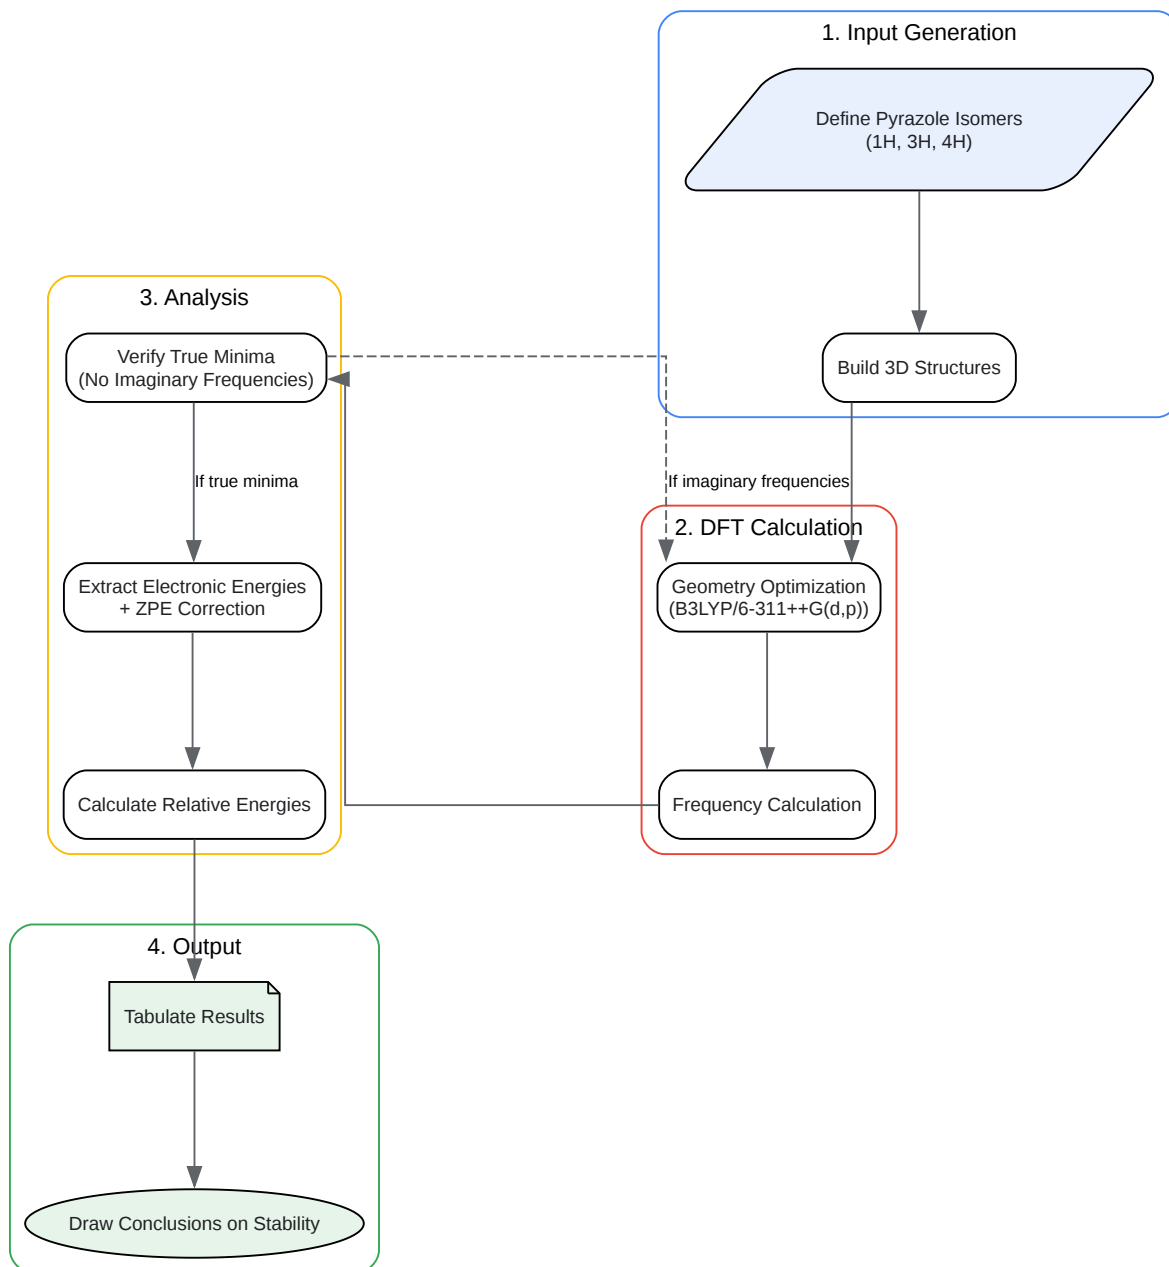 1. Input Generation
Define Pyrazole Isomers
(1H, 3H, 4H)
Build 3D Structures
If imaginary frequencies
2. DFT Calculation
Geometry Optimization
(B3LYP/6-311++G(d,p))
Frequency Calculation
3. Analysis
Verify True Minima
(No Imaginary Frequencies)
If true minima
Extract Electronic Energies
+ ZPE Correction
Calculate Relative Energies
4. Output
Tabulate Results
Draw Conclusions on Stability